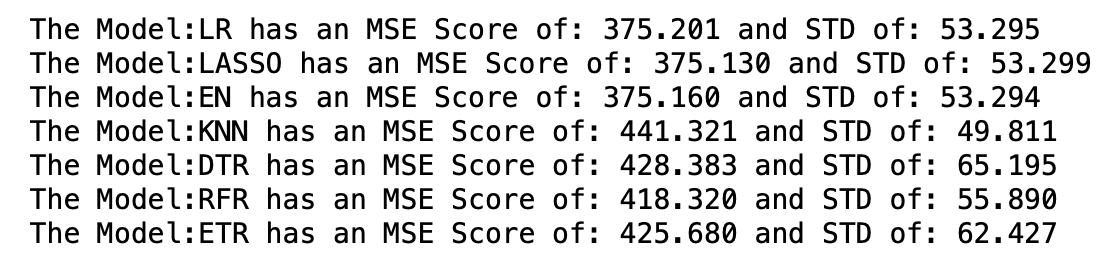 The Model:LR has an MSE Score of: 375.201 and STD of: 53.295
The Model:LASSO has an MSE Score of: 375.130 and STD of: 53.299
The Model:EN has an MSE Score of: 375.160 and STD of: 53.294
The Model:KNN has an MSE Score of: 441.321 and STD of: 49.811
The Model:DTR has an MSE Score of: 428.383 and STD of: 65.195
The Model:RFR has an MSE Score of: 418.320 and STD of: 55.890
The Model:ETR has an MSE Score of: 425.680 and STD of: 62.427